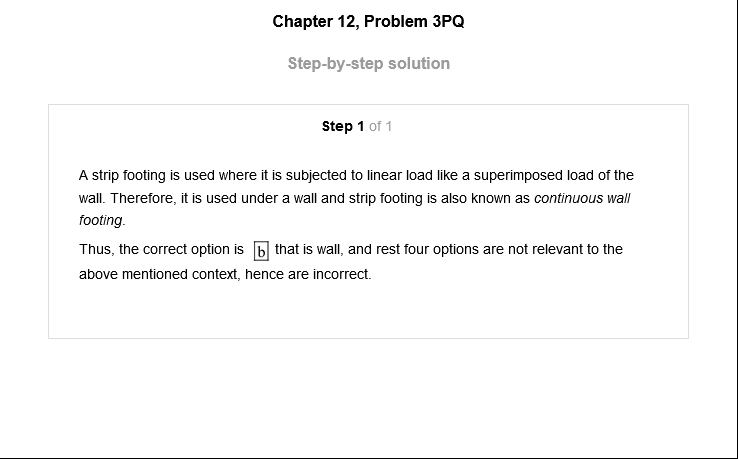 Chapter 12, Problem 3PQ
Step-by-step solution
Step 1 of 1
A strip footing is used where it is subjected to linear load like a superimposed load of the
wall. Therefore, it is used under a wall and strip footing is also known as continuous wall
footing.
Thus, the correct option is b that is wall, and rest four options are not relevant to the
above mentioned context, hence are incorrect.